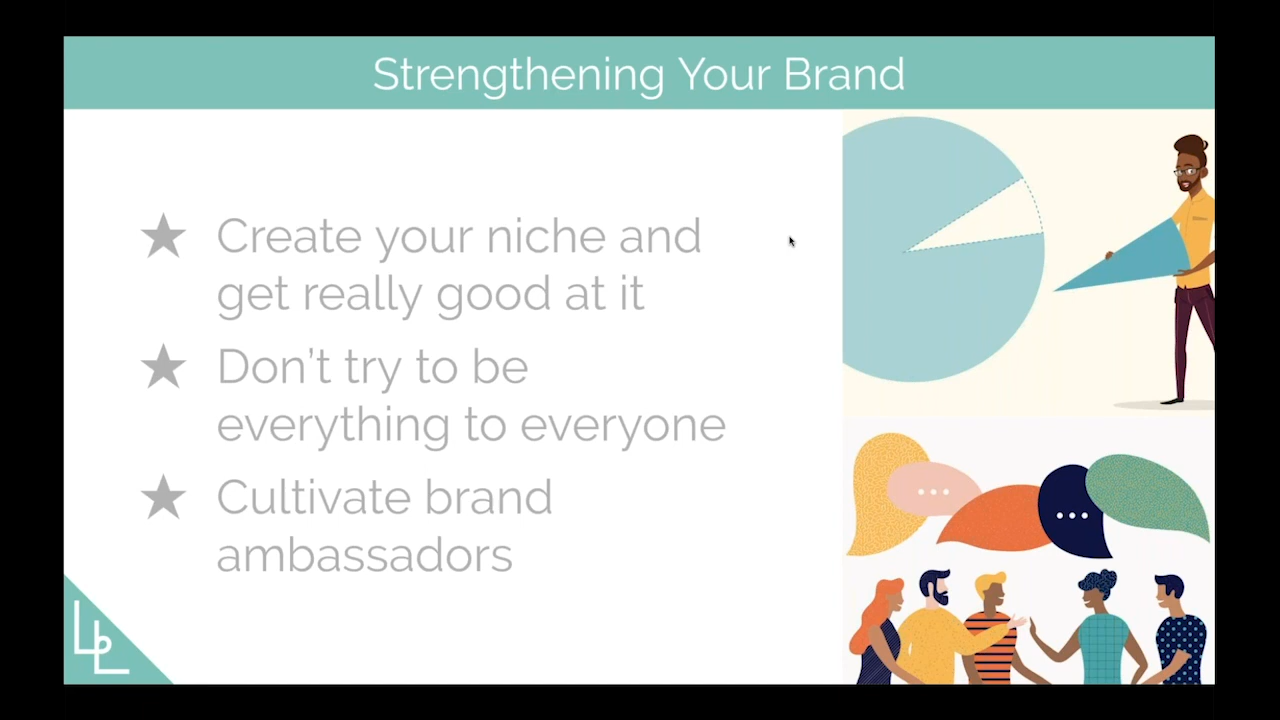 Strengthening Your Brand
Create your niche and
get really good at it
Don't try to be
everything to everyone
Cultivate brand
ambassadors
LbL